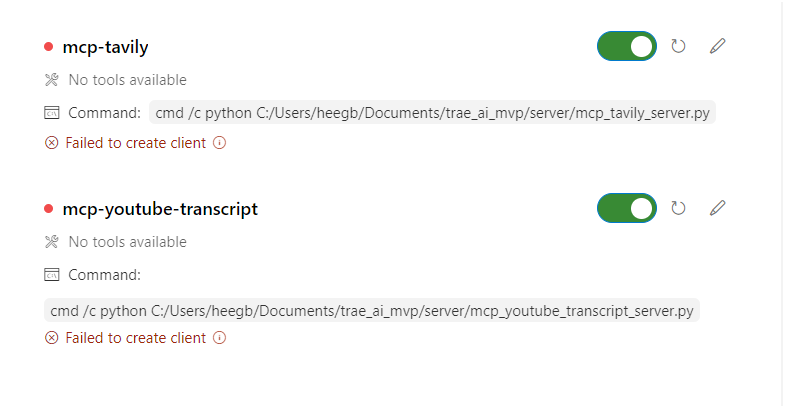 mcp-tavily
No tools available
Command: cmd /c python C:/Users/heegb/Documents/trae_ai_mvp/server/mcp_tavily_server.py
Failed to create client
mcp-youtube-transcript
No tools available
Command:
cmd /c python C:/Users/heegb/Documents/trae_ai_mvp/server/mcp_youtube_transcript_server.py
Failed to create client